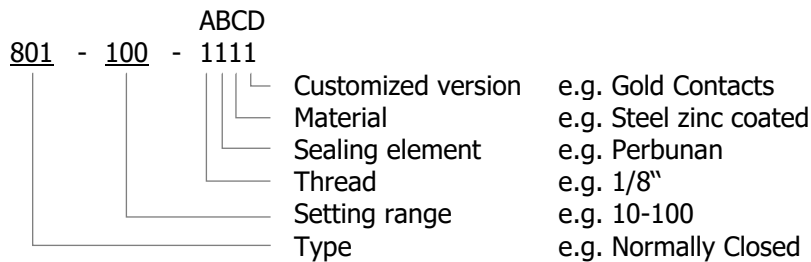 ABCD
801 - 100 - 1111
Customized version e.g. Gold Contacts
Material e.g. Steel zinc coated
Sealing element e.g. Perbunan
Thread e.g. 1/8“
Setting range e.g. 10-100
Type e.g. Normally Closed